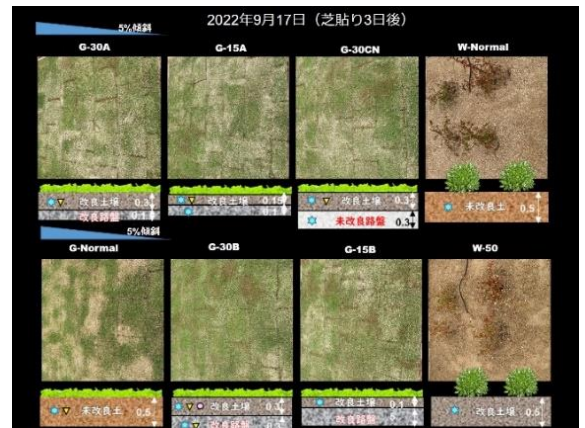 2022年9月17日（芝貼り3日後）
5%傾斜
G-30A
G-15A
G-30CN
W-Normal
改良土壌 0.3
改良路盤 0.1
改良土壌 0.15
改良土壌 0.3
未改良路盤 0.3
未改良土 0.5
5%傾斜
G-Normal
G-30B
G-15B
W-50
未改良土 0.5
改良土壌 0.3
改良路盤
改良土壌 0.1
改良路盤
改良土壌 0.5